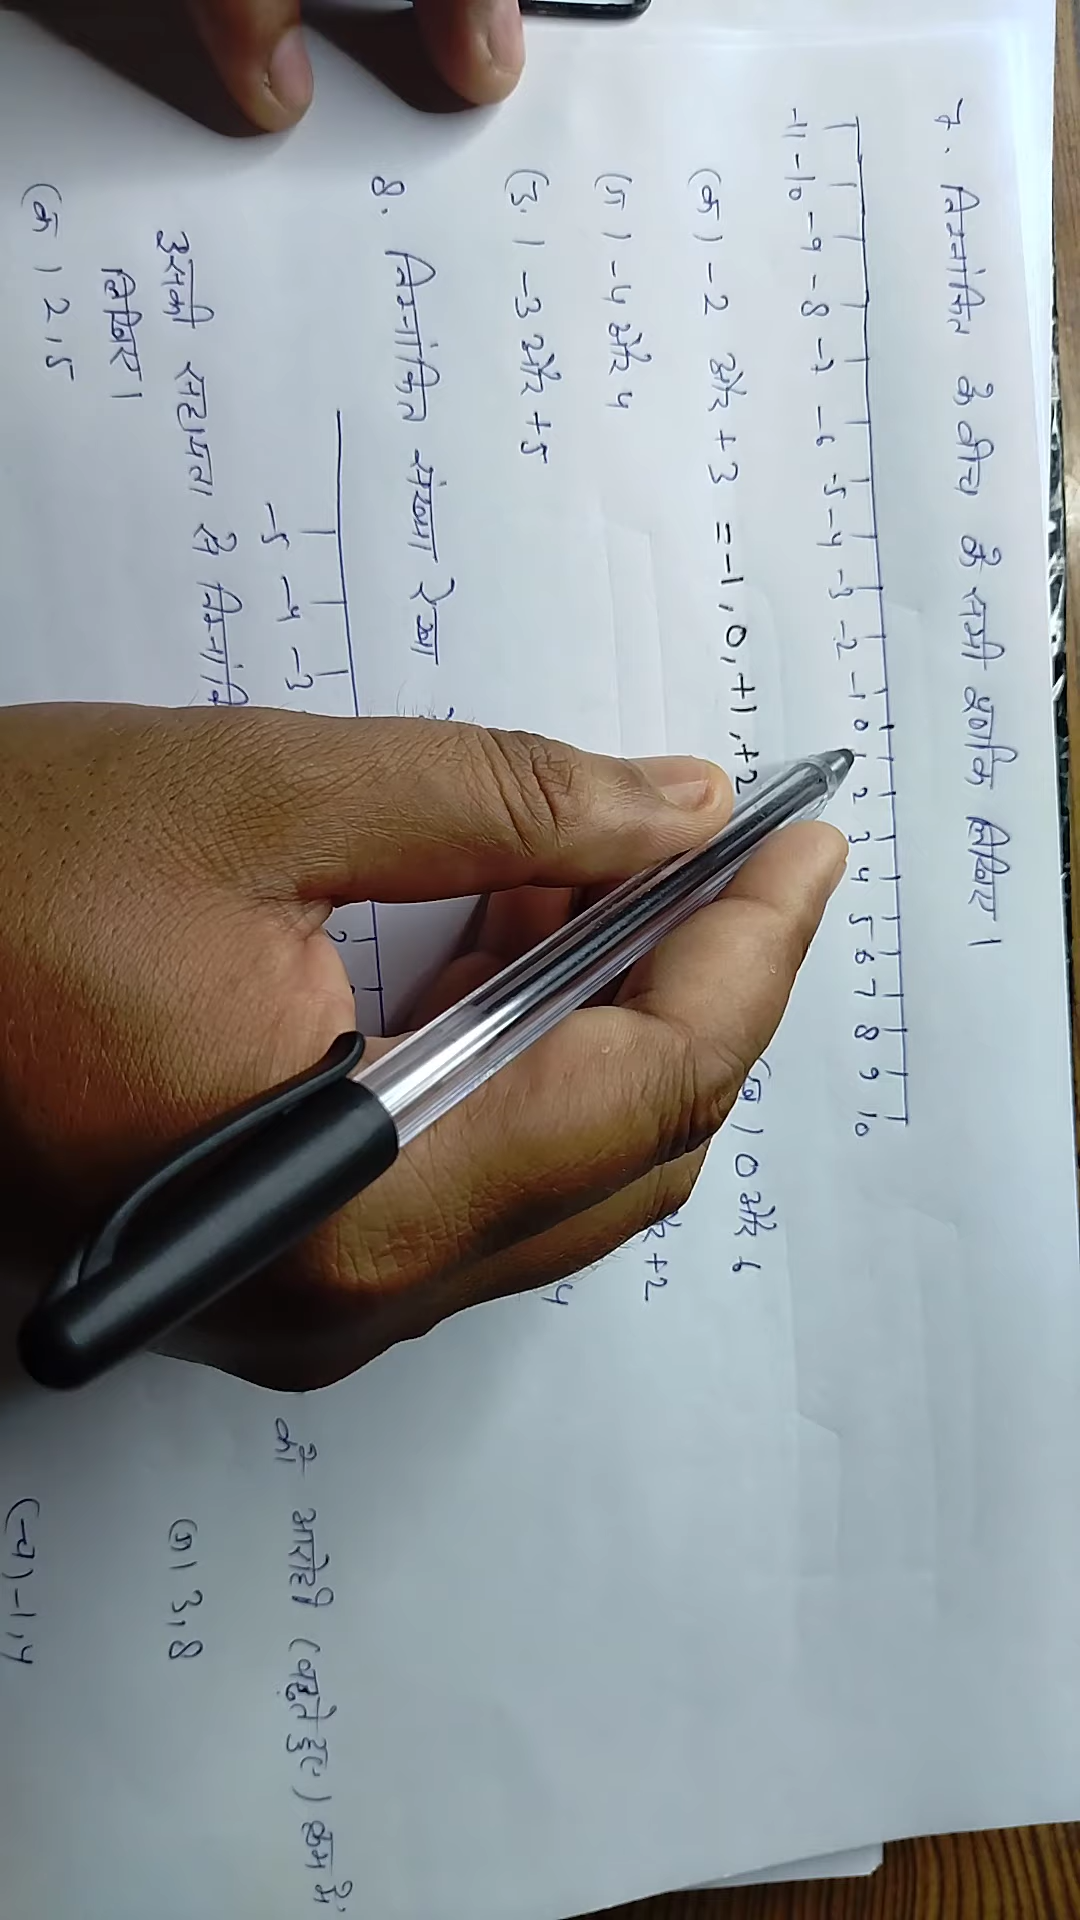 7. निम्नांकित के बीच के सभी पूर्णांक लिखिए।
-11 -10 -9 -8 -7 -6 -5 -4 -3 -2 -1 0 1 2 3 4 5 6 7 8 9 10
(क) -2 और +3 = -1, 0, +1, +2
(ख) 0 और 6
(ग) -4 और 4
और +2
(ङ) -3 और +5
4
8. निम्नांकित संख्या रेखा
को आरोही (बढ़ते हुए) क्रम में
-5 -4 -3
2
उसकी सहायता से
लिखिए।
(क) 2, 5
(ग) 3, 8
(च) -1, 4